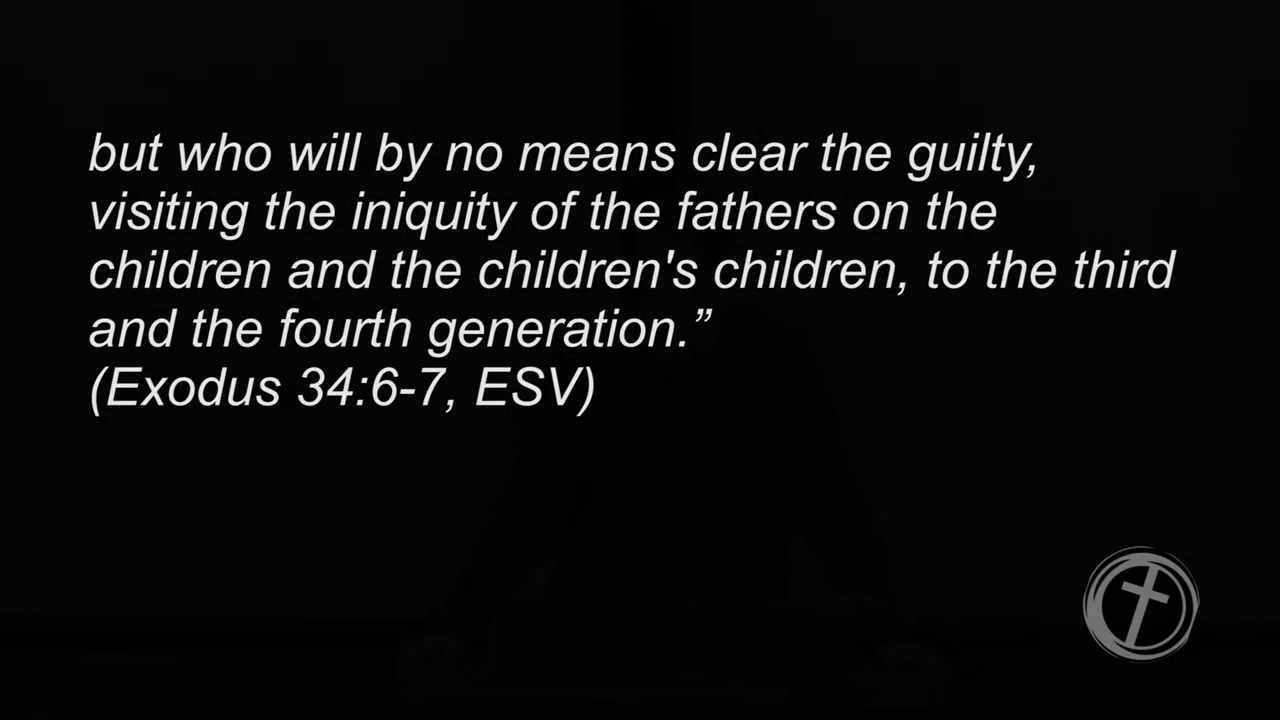 but who will by no means clear the guilty,
visiting the iniquity of the fathers on the
children and the children's children, to the third
and the fourth generation.”
(Exodus 34:6-7, ESV)